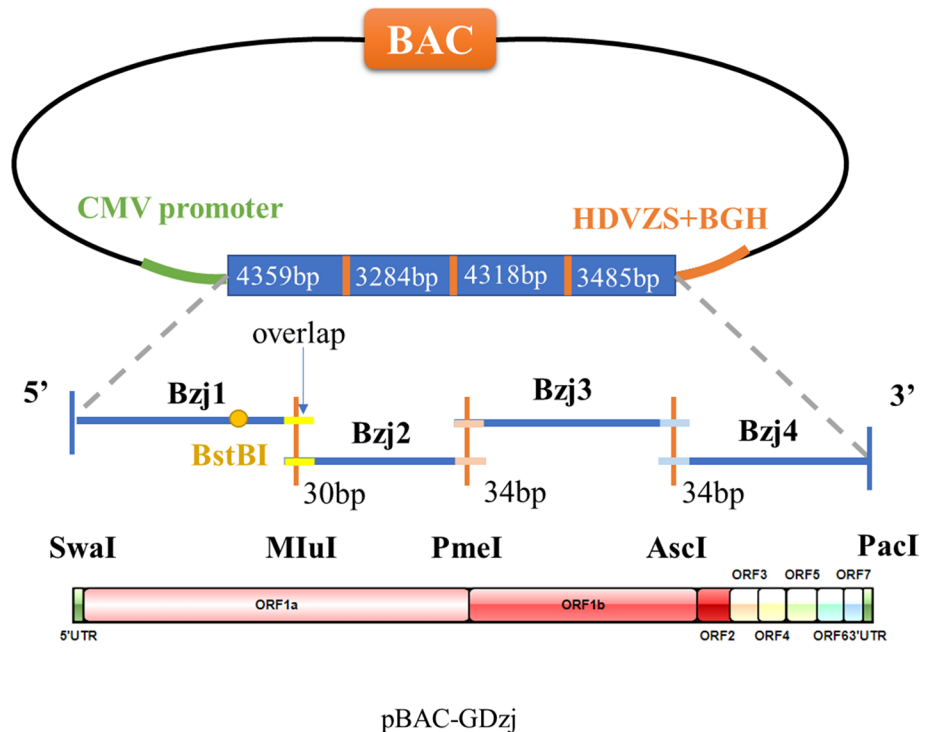 BAC
CMV promoter
HDVZS+BGH
4359bp
3284bp
4318bp
3485bp
overlap
5’
Bzj1
Bzj3
3’
Bzj2
Bzj4
BstBI
30bp
34bp
34bp
SwaI
MIuI
PmeI
AscI
PacI
ORF3
ORF5
ORF7
ORF1a
ORF1b
5'UTR
ORF2
ORF4
ORF63'UTR
pBAC-GDzj